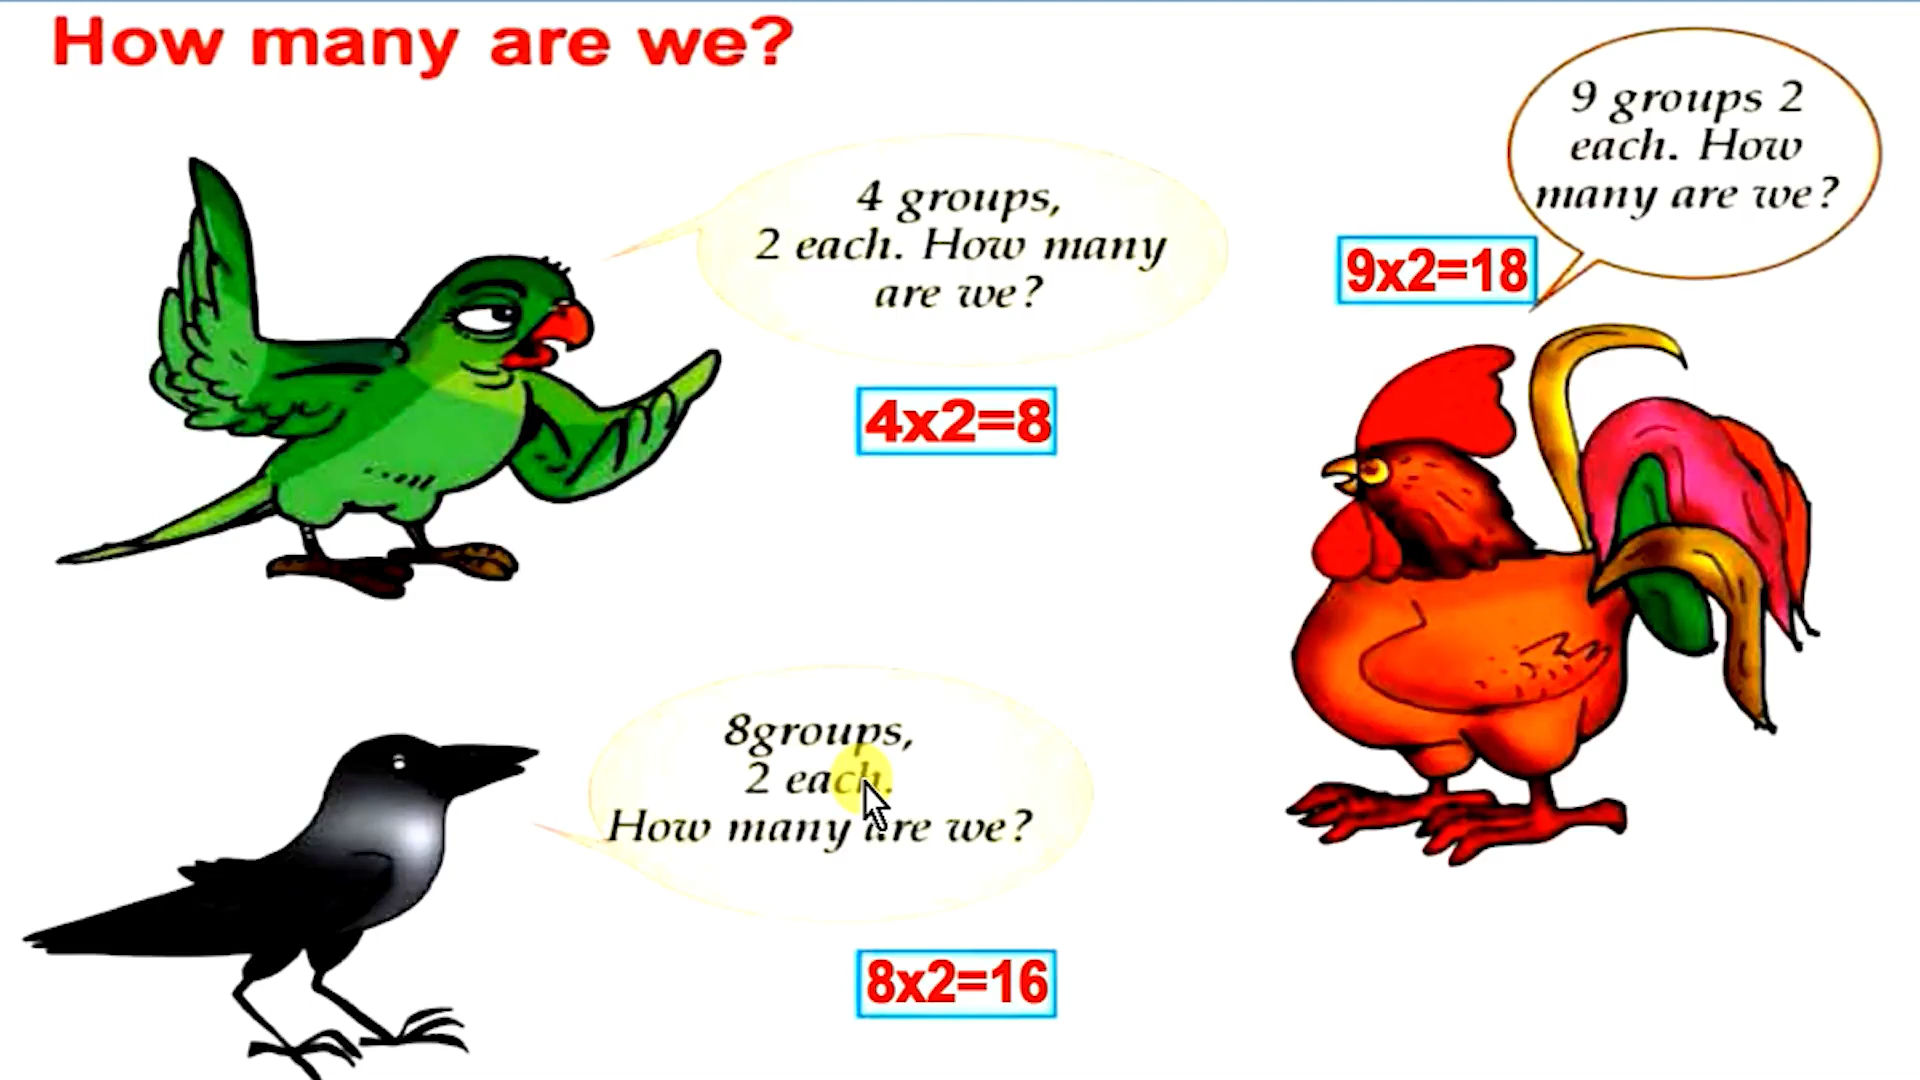 How many are we?
4 groups,
2 each. How many
are we?
4x2=8
9 groups 2
each. How
many are we?
9x2=18
8groups,
2 each.
How many are we?
8x2=16